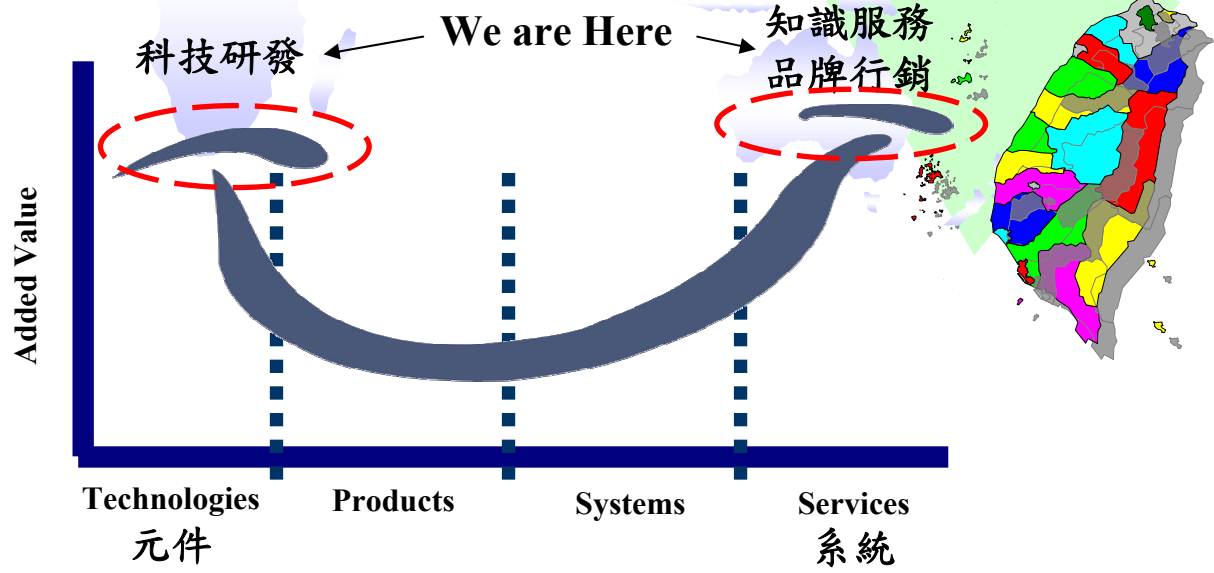 We are Here
科技研發
知識服務
品牌行銷
Added Value
Technologies
Products
Systems
Services
元件
系統